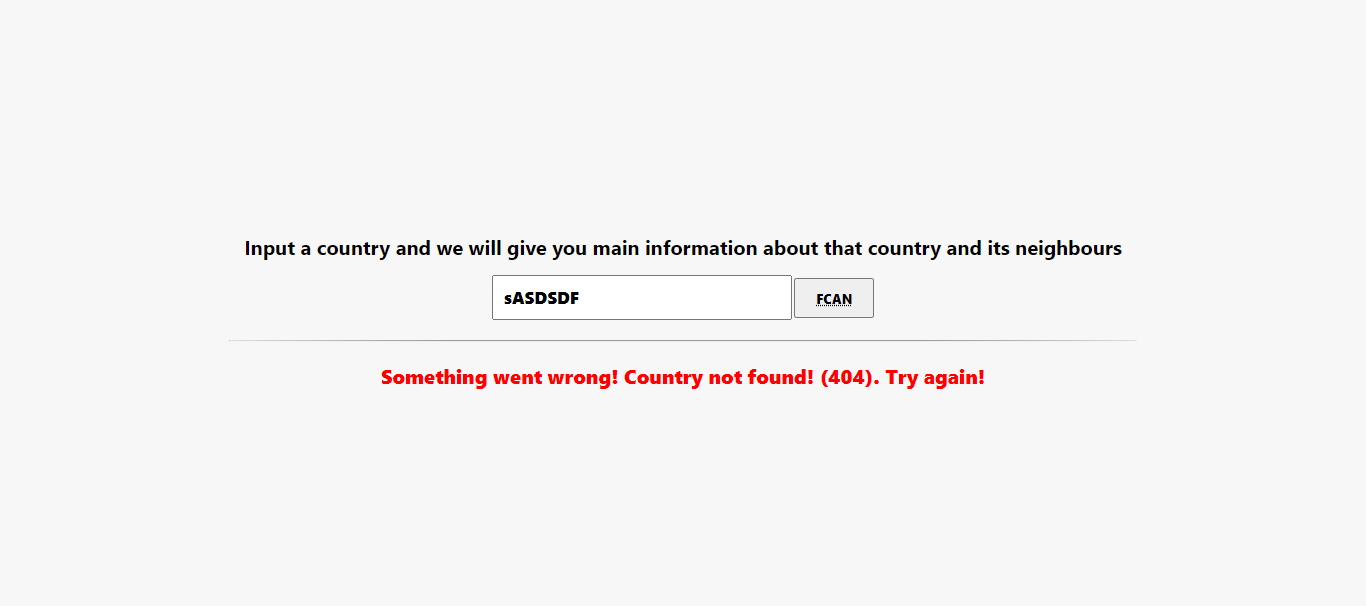 Input a country and we will give you main information about that country and its neighbours
sASDSDF
FCAN
Something went wrong! Country not found! (404). Try again!